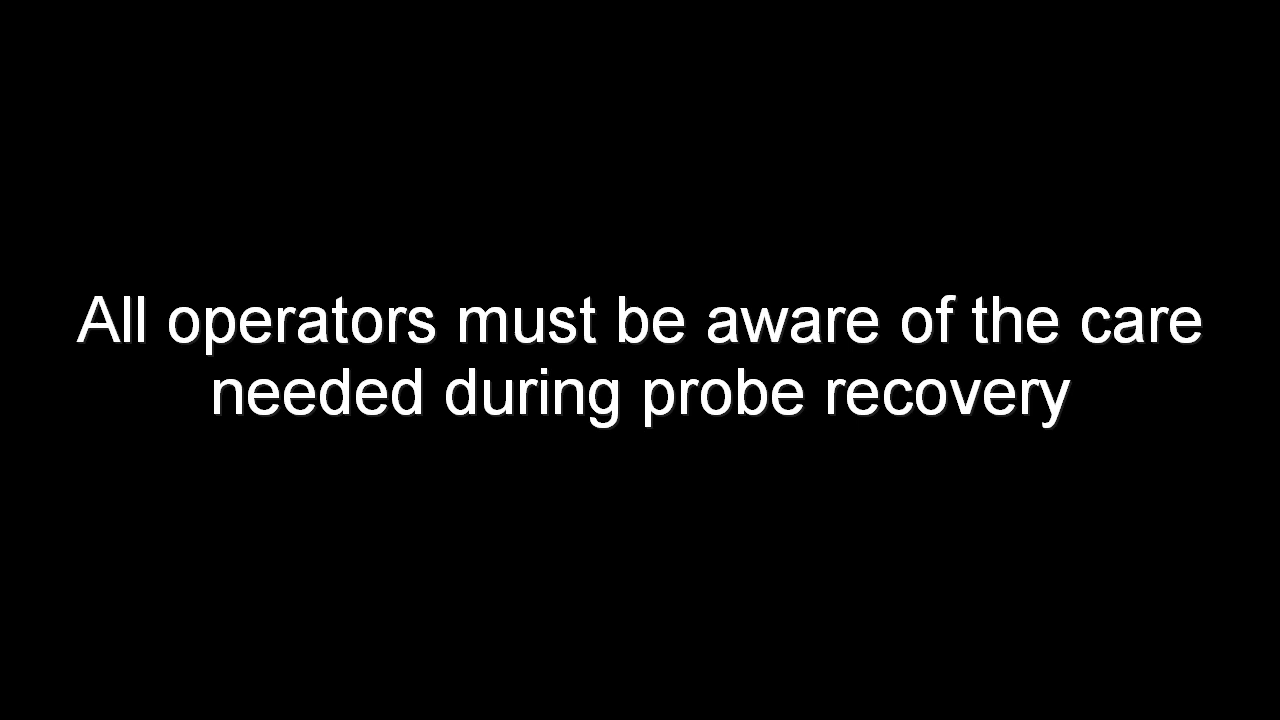 All operators must be aware of the care
needed during probe recovery